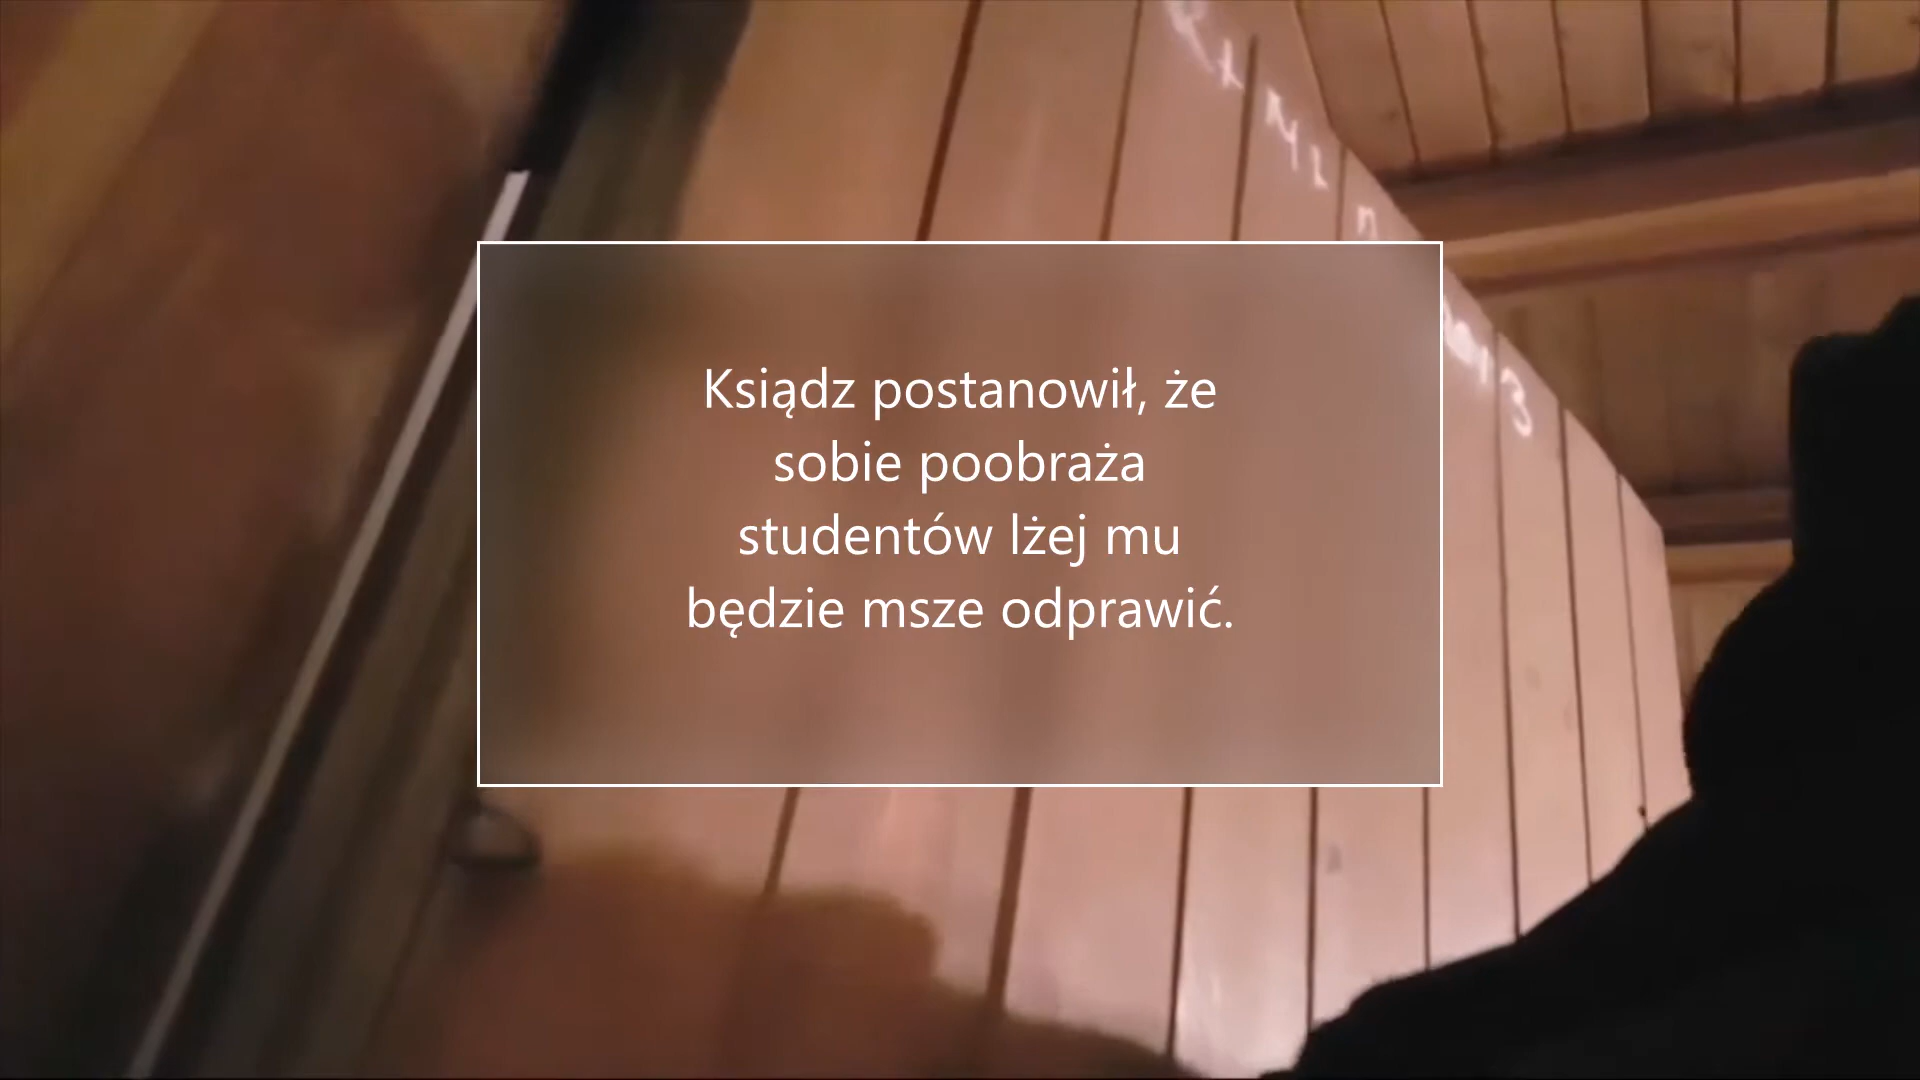 Ksiądz postanowił, że
sobie poobraża
studentów lżej mu
będzie msze odprawić.